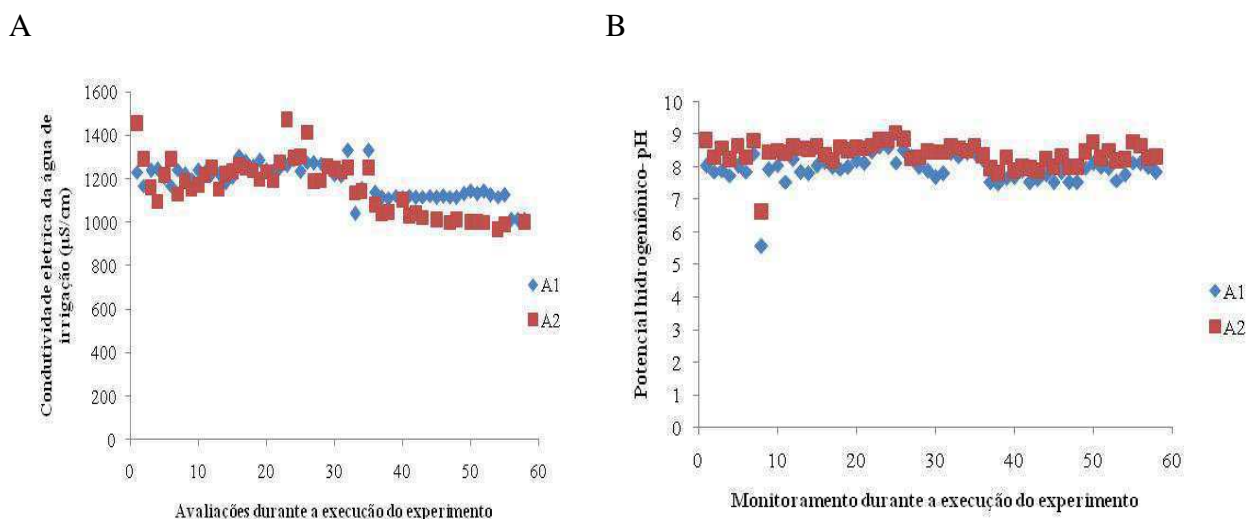 A
B
Condutividade eletrica da água de
irrigação (µS/cm)
1600
1400
1200
1000
800
600
400
200
0
0 10 20 30 40 50 60
Avaliações durante a execução do experimento
A1
A2
Potencial hidrogeniônico- pH
10
9
8
7
6
5
4
3
2
1
0
0 10 20 30 40 50 60
Monitoramento durante a execução do experimento
A1
A2